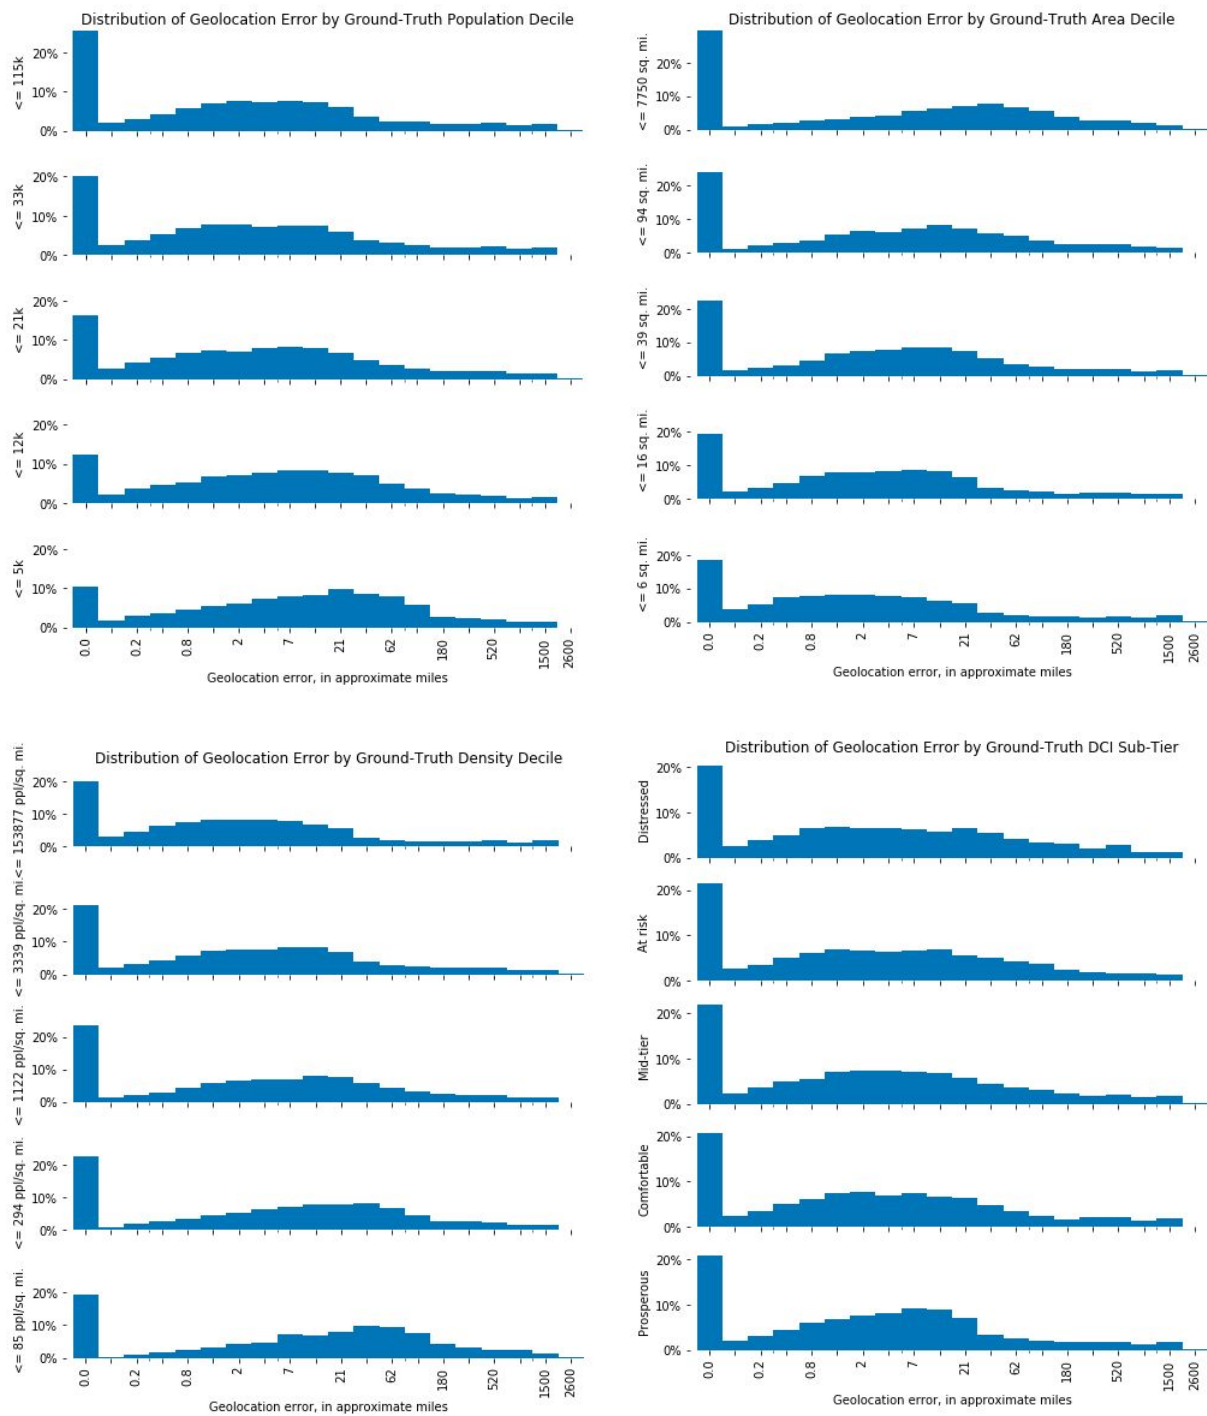 Distribution of Geolocation Error by Ground-Truth Population Decile
<= 115k
20%
10%
0%
<= 33k
20%
10%
0%
<= 21k
20%
10%
0%
<= 12k
20%
10%
0%
<= 5k
20%
10%
0%
0.0 0.2 0.8 2 7 21 62 180 520 1500 2600
Geolocation error, in approximate miles
Distribution of Geolocation Error by Ground-Truth Area Decile
<= 7750 sq. mi.
20%
10%
0%
<= 94 sq. mi.
20%
10%
0%
<= 39 sq. mi.
20%
10%
0%
<= 16 sq. mi.
20%
10%
0%
<= 6 sq. mi.
20%
10%
0%
0.0 0.2 0.8 2 7 21 62 180 520 1500 2600
Geolocation error, in approximate miles
Distribution of Geolocation Error by Ground-Truth Density Decile
<= 153877 ppl/sq. mi.
20%
10%
0%
<= 3339 ppl/sq. mi.
20%
10%
0%
<= 1122 ppl/sq. mi.
20%
10%
0%
<= 294 ppl/sq. mi.
20%
10%
0%
<= 85 ppl/sq. mi.
20%
10%
0%
0.0 0.2 0.8 2 7 21 62 180 520 1500 2600
Geolocation error, in approximate miles
Distribution of Geolocation Error by Ground-Truth DCI Sub-Tier
Distressed
20%
10%
0%
At risk
20%
10%
0%
Mid-tier
20%
10%
0%
Comfortable
20%
10%
0%
Prosperous
20%
10%
0%
0.0 0.2 0.8 2 7 21 62 180 520 1500 2600
Geolocation error, in approximate miles